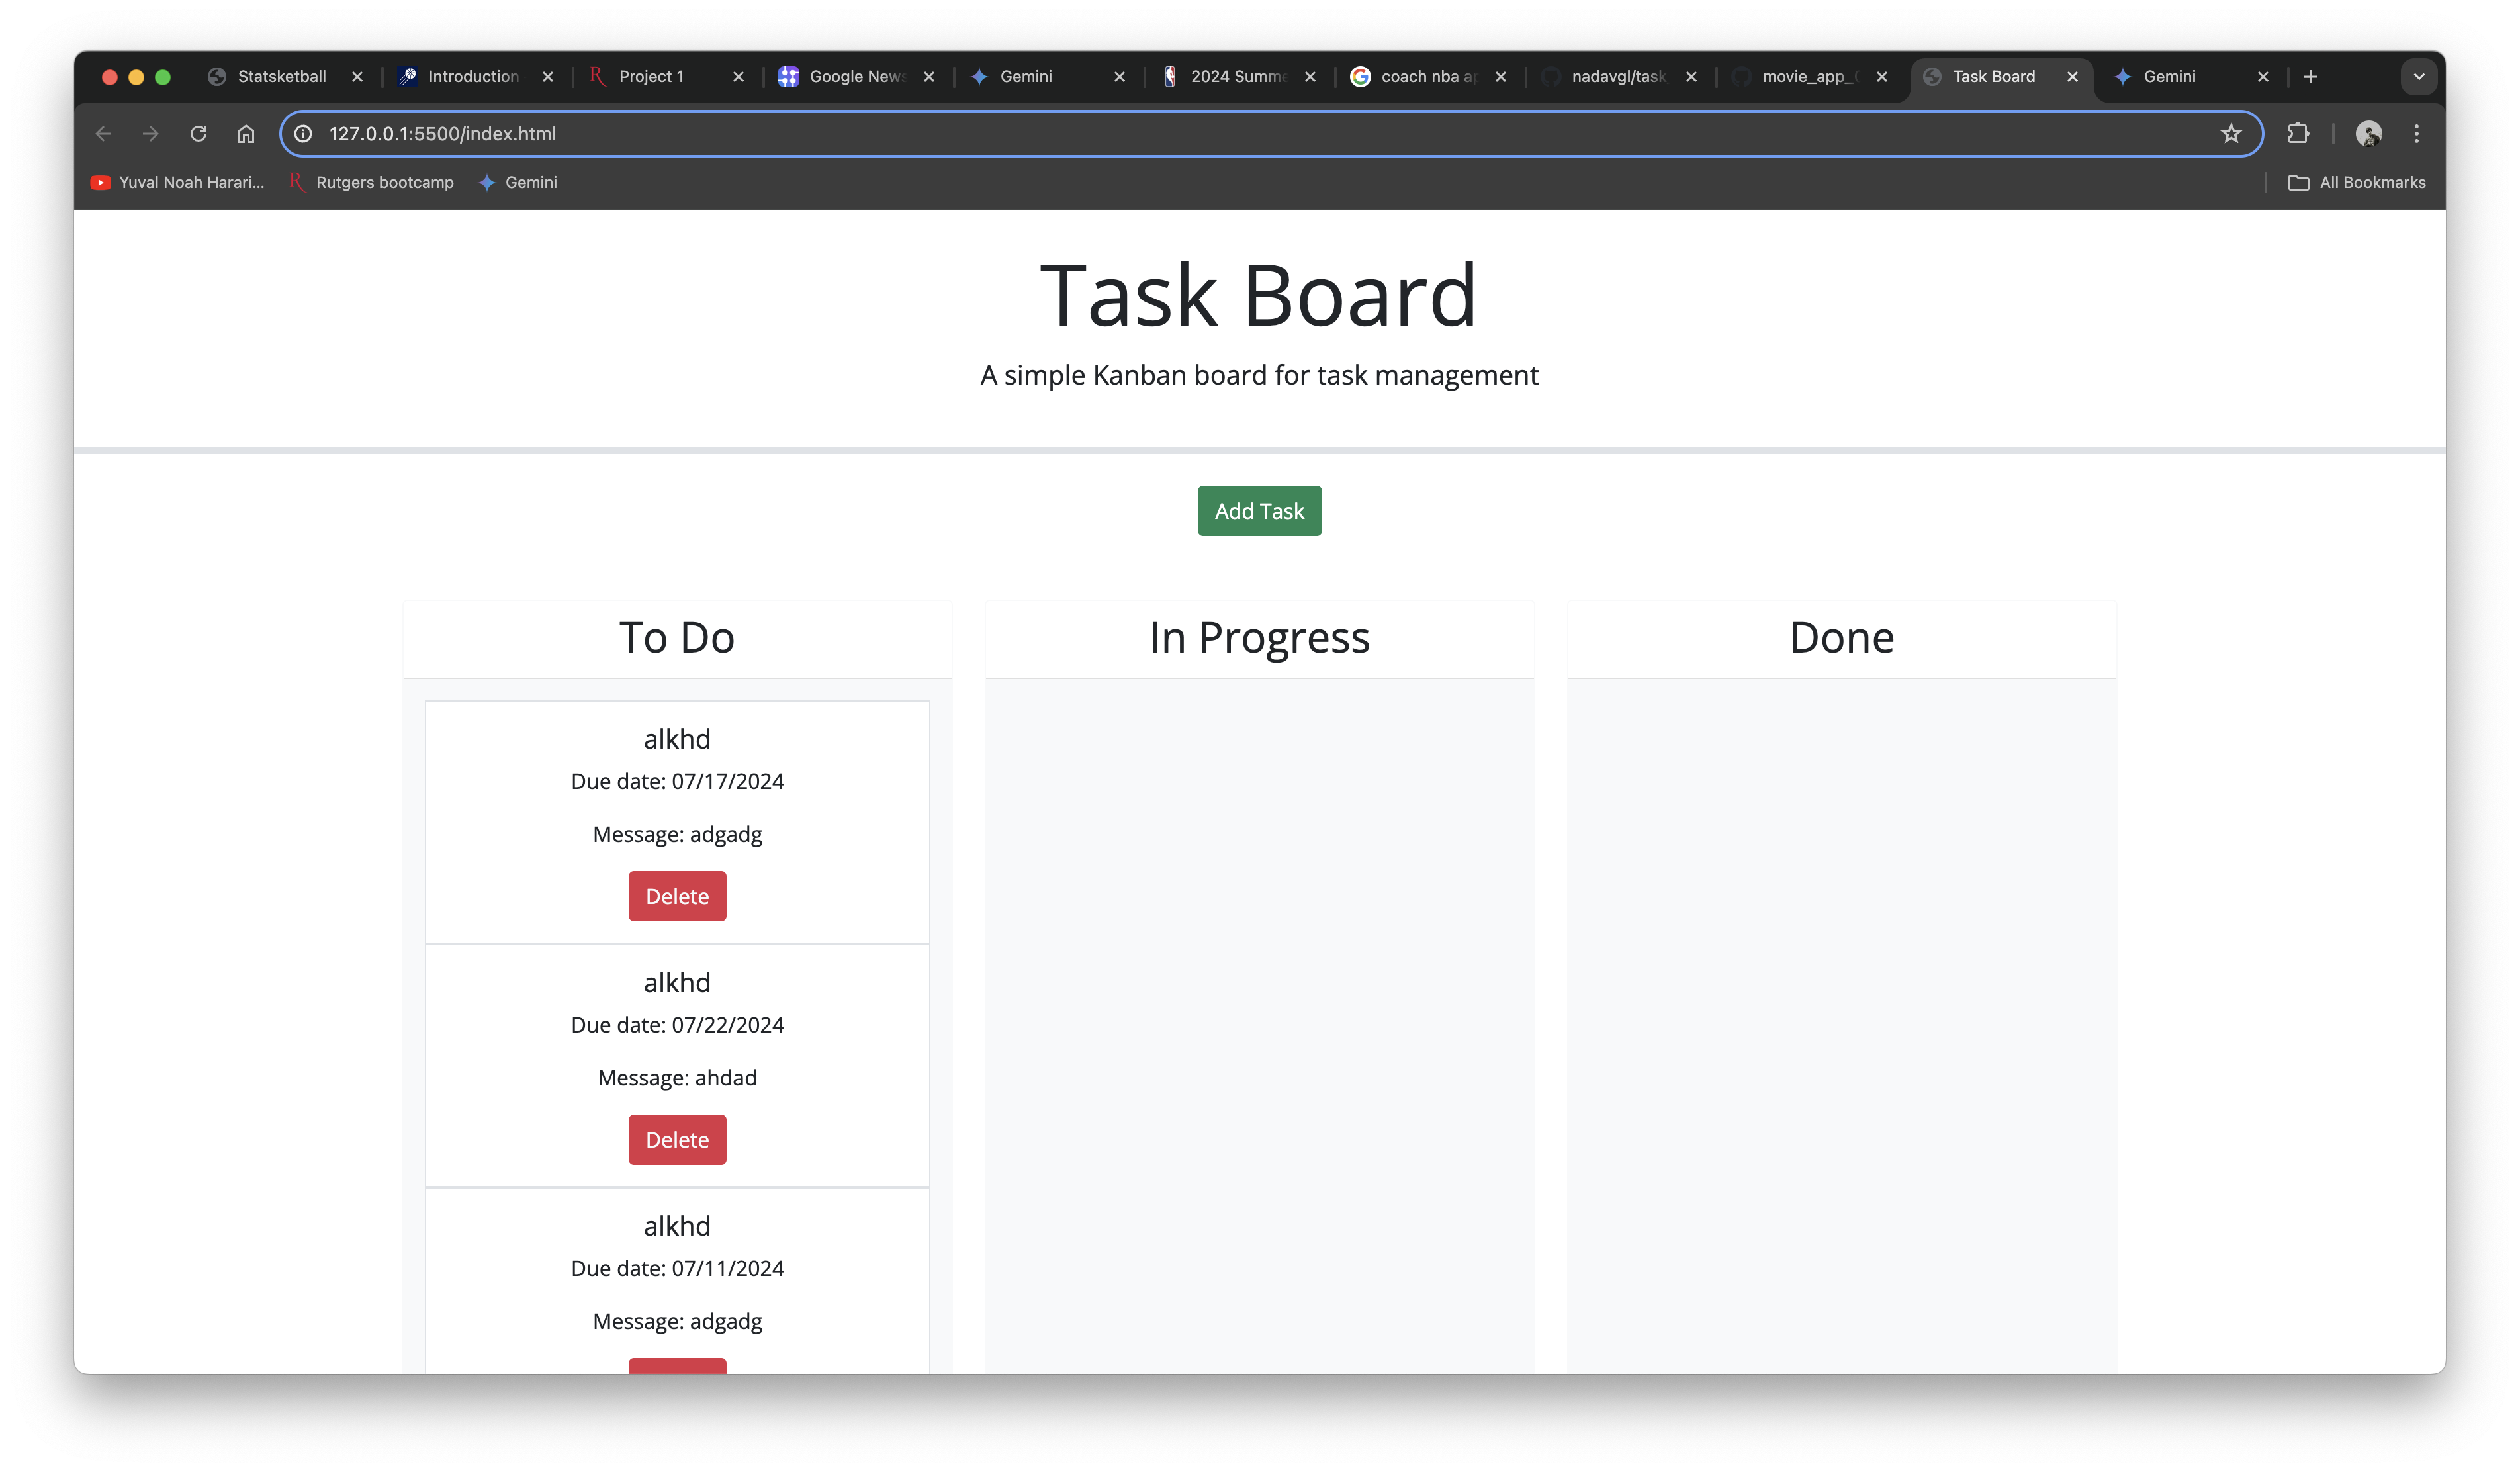 Statsketball Introduction Project 1 Google News Gemini 2024 Summe coach nba ap nadavgl/task movie_app_ Task Board Gemini
127.0.0.1:5500/index.html
Yuval Noah Harari... Rutgers bootcamp Gemini All Bookmarks
Task Board
A simple Kanban board for task management
Add Task
To Do In Progress Done
alkhd
Due date: 07/17/2024
Message: adgadg
Delete
alkhd
Due date: 07/22/2024
Message: ahdad
Delete
alkhd
Due date: 07/11/2024
Message: adgadg